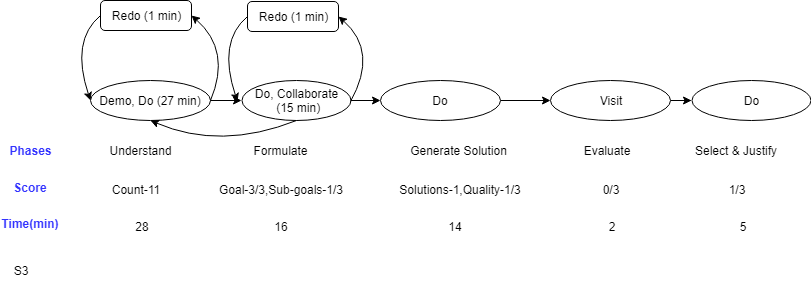 Redo (1 min)
Redo (1 min)
Demo, Do (27 min)
Do, Collaborate
(15 min)
Do
Visit
Do
Phases
Understand
Formulate
Generate Solution
Evaluate
Select & Justify
Score
Count-11
Goal-3/3,Sub-goals-1/3
Solutions-1,Quality-1/3
0/3
1/3
Time(min)
28
16
14
2
5
S3